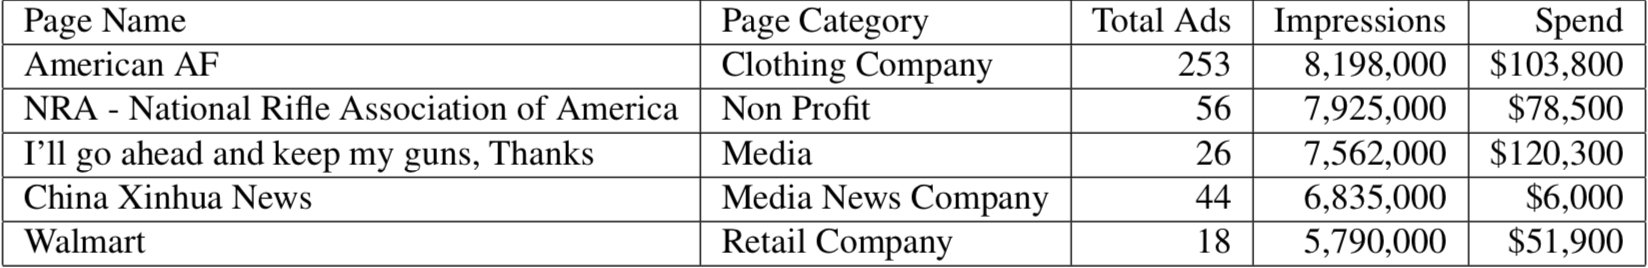 Page Name Page Category Total Ads Impressions Spend
American AF Clothing Company 253 8,198,000 $103,800
NRA - National Rifle Association of America Non Profit 56 7,925,000 $78,500
I’ll go ahead and keep my guns, Thanks Media 26 7,562,000 $120,300
China Xinhua News Media News Company 44 6,835,000 $6,000
Walmart Retail Company 18 5,790,000 $51,900